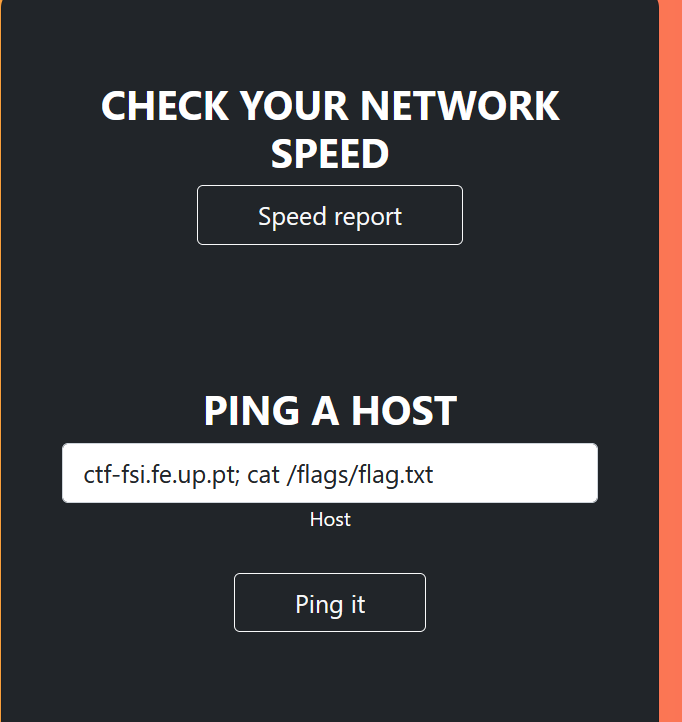 CHECK YOUR NETWORK
SPEED
Speed report
PING A HOST
ctf-fsi.fe.up.pt; cat /flags/flag.txt
Host
Ping it